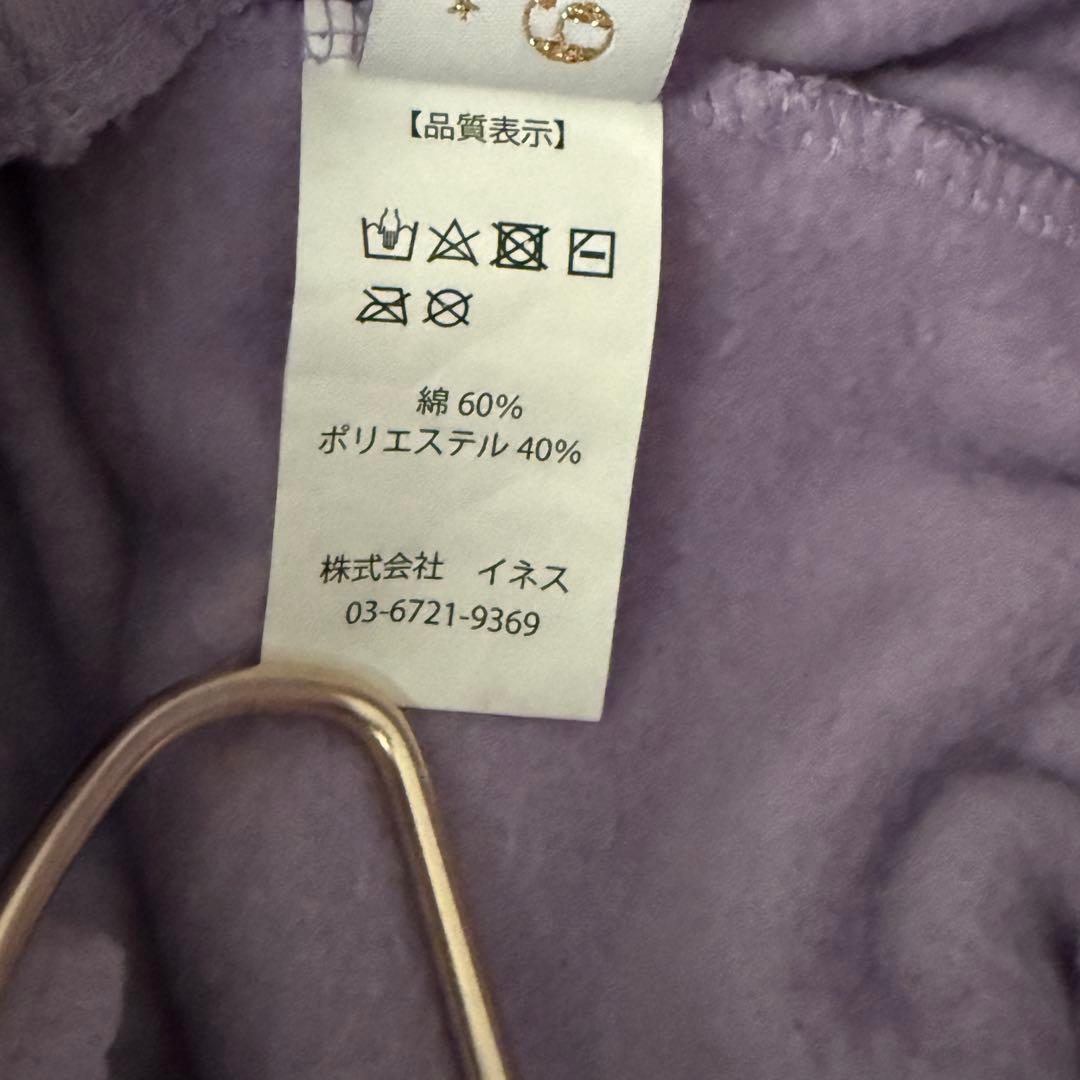 【品質表示】
綿 60%
ポリエステル 40%
株式会社 イネス
03-6721-9369